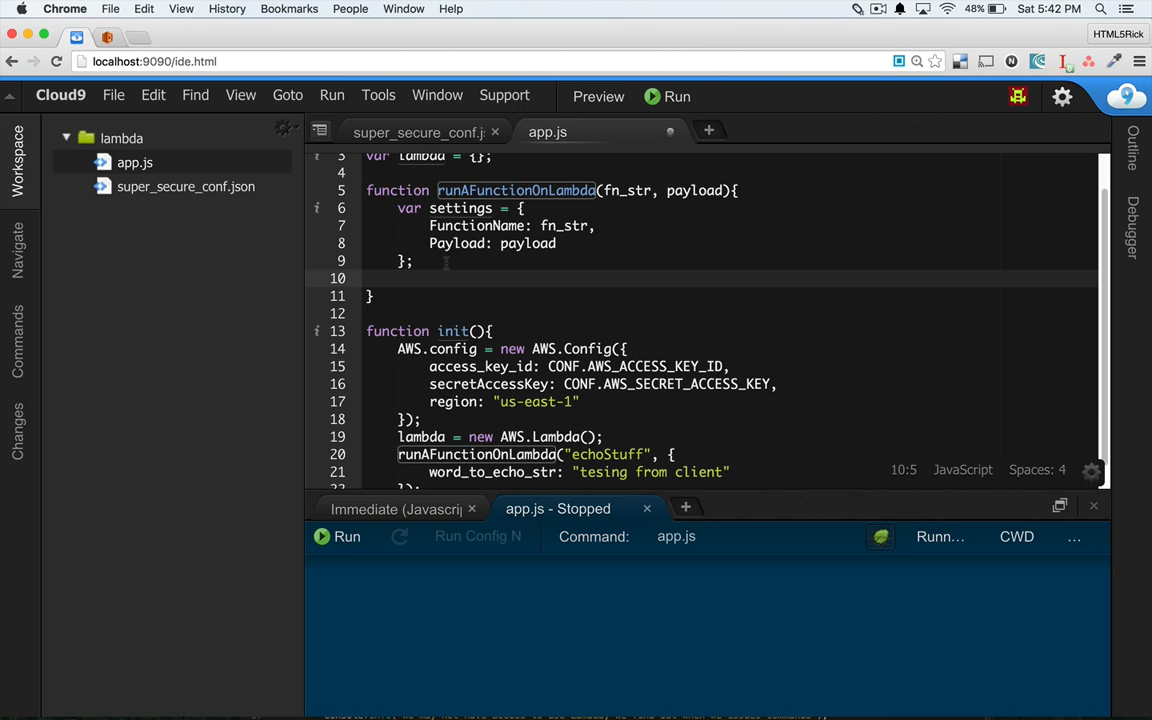 Chrome File Edit View History Bookmarks People Window Help 48% Sat 5:42 PM
HTML5Rick
localhost:9090/ide.html
Cloud9 File Edit Find View Goto Run Tools Window Support Preview Run
Workspace
Navigate
Commands
Changes
lambda
app.js
super_secure_conf.json
super_secure_conf.js app.js
3 var lambda = {};
4
5 function runAFunctionOnLambda(fn_str, payload){
6 var settings = {
7 FunctionName: fn_str,
8 Payload: payload
9 };
10
11 }
12
13 function init(){
14 AWS.config = new AWS.Config({
15 access_key_id: CONF.AWS_ACCESS_KEY_ID,
16 secretAccessKey: CONF.AWS_SECRET_ACCESS_KEY,
17 region: "us-east-1"
18 });
19 lambda = new AWS.Lambda();
20 runAFunctionOnLambda("echoStuff", {
21 word_to_echo_str: "tesing from client"
22 });
10:5 JavaScript Spaces: 4
Outline
Debugger
Immediate (Javascrip app.js - Stopped
Run Run Config N Command: app.js Runn... CWD ...